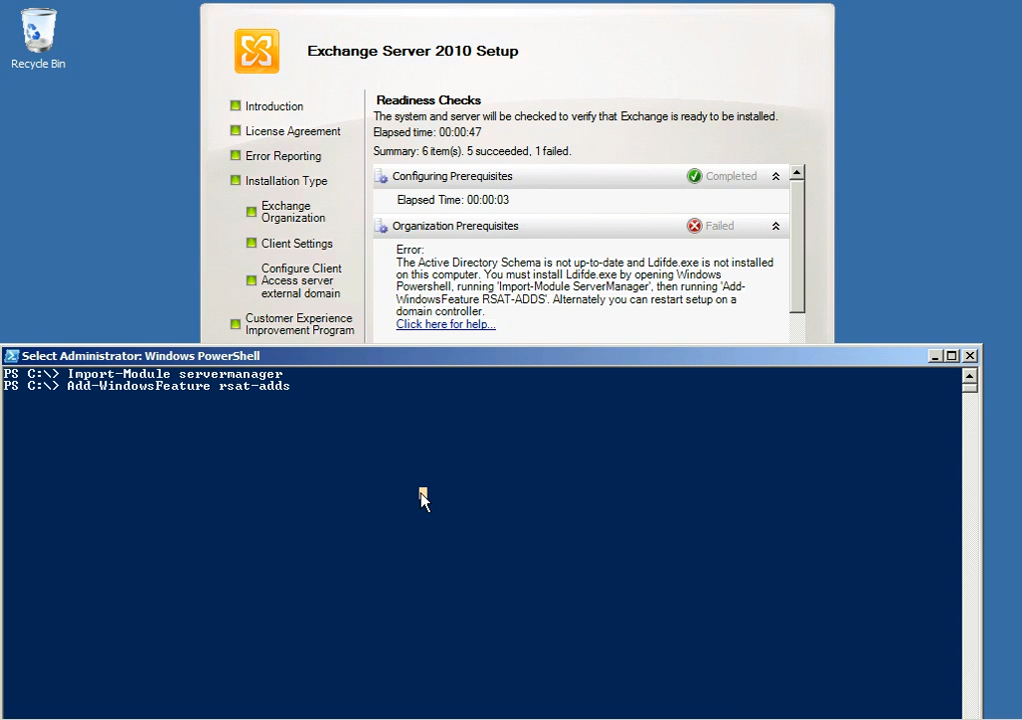 Recycle Bin
Exchange Server 2010 Setup
Introduction
License Agreement
Error Reporting
Installation Type
Exchange
Organization
Client Settings
Configure Client
Access server
external domain
Customer Experience
Improvement Program
Readiness Checks
The system and server will be checked to verify that Exchange is ready to be installed.
Elapsed time: 00:00:47
Summary: 6 item(s). 5 succeeded, 1 failed.
Configuring Prerequisites
Completed
Elapsed Time: 00:00:03
Organization Prerequisites
Failed
Error:
The Active Directory Schema is not up-to-date and Ldifde.exe is not installed
on this computer. You must install Ldifde.exe by opening Windows
Powershell, running 'Import-Module ServerManager', then running 'Add-
WindowsFeature RSAT-ADDS'. Alternately you can restart setup on a
domain controller.
Click here for help...
Select Administrator: Windows PowerShell
PS C:\> Import-Module servermanager
PS C:\> Add-WindowsFeature rsat-adds